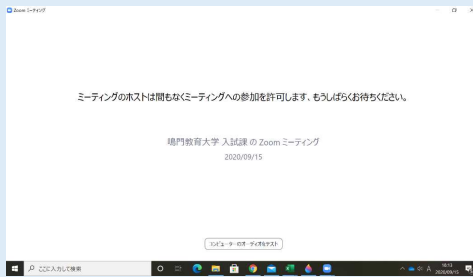 Zoom ミーティング
ミーティングのホストは間もなくミーティングへの参加を許可します、もうしばらくお待ちください。
鳴門教育大学 入試課 の Zoom ミーティング
2020/09/15
コンピューターのオーディオをテスト
ここに入力して検索
A
16:13
2020/09/15